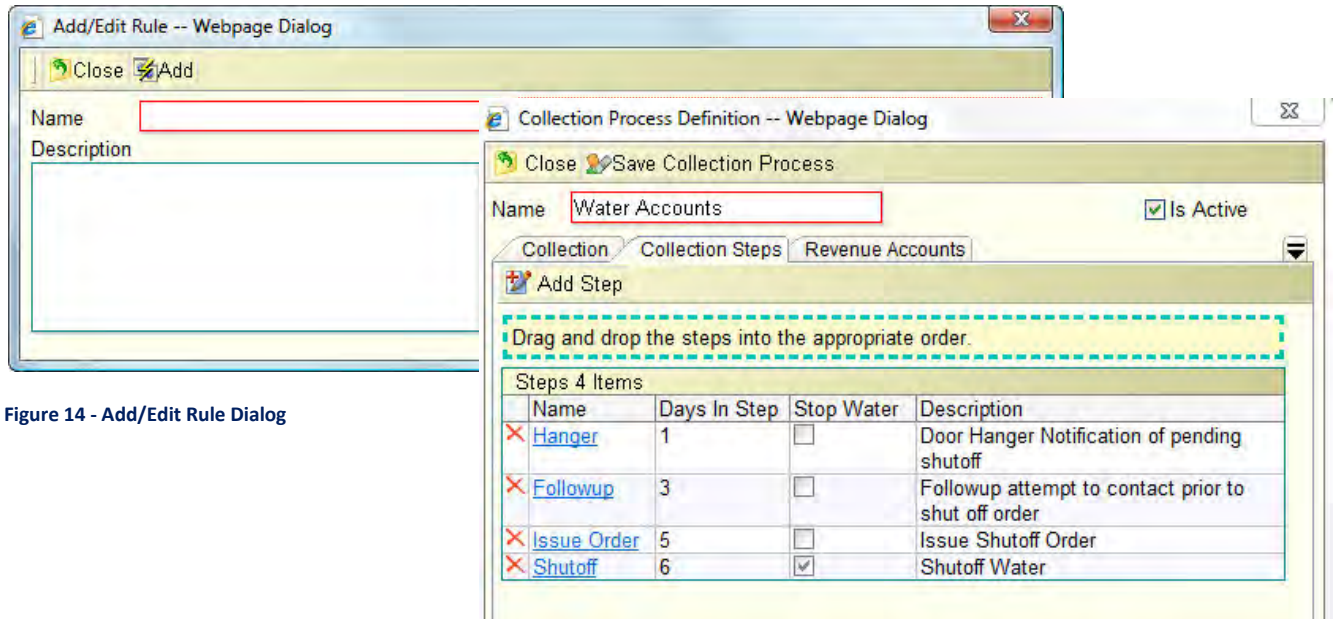 Add/Edit Rule -- Webpage Dialog
Close Add
Name
Description
Figure 14 - Add/Edit Rule Dialog
Collection Process Definition -- Webpage Dialog
Close Save Collection Process
Name Water Accounts Is Active
Collection Collection Steps Revenue Accounts
Add Step
Drag and drop the steps into the appropriate order.
Steps 4 Items
Name Days In Step Stop Water Description
Hanger 1 Door Hanger Notification of pending
shutoff
Followup 3 Followup attempt to contact prior to
shut off order
Issue Order 5 Issue Shutoff Order
Shutoff 6 Shutoff Water